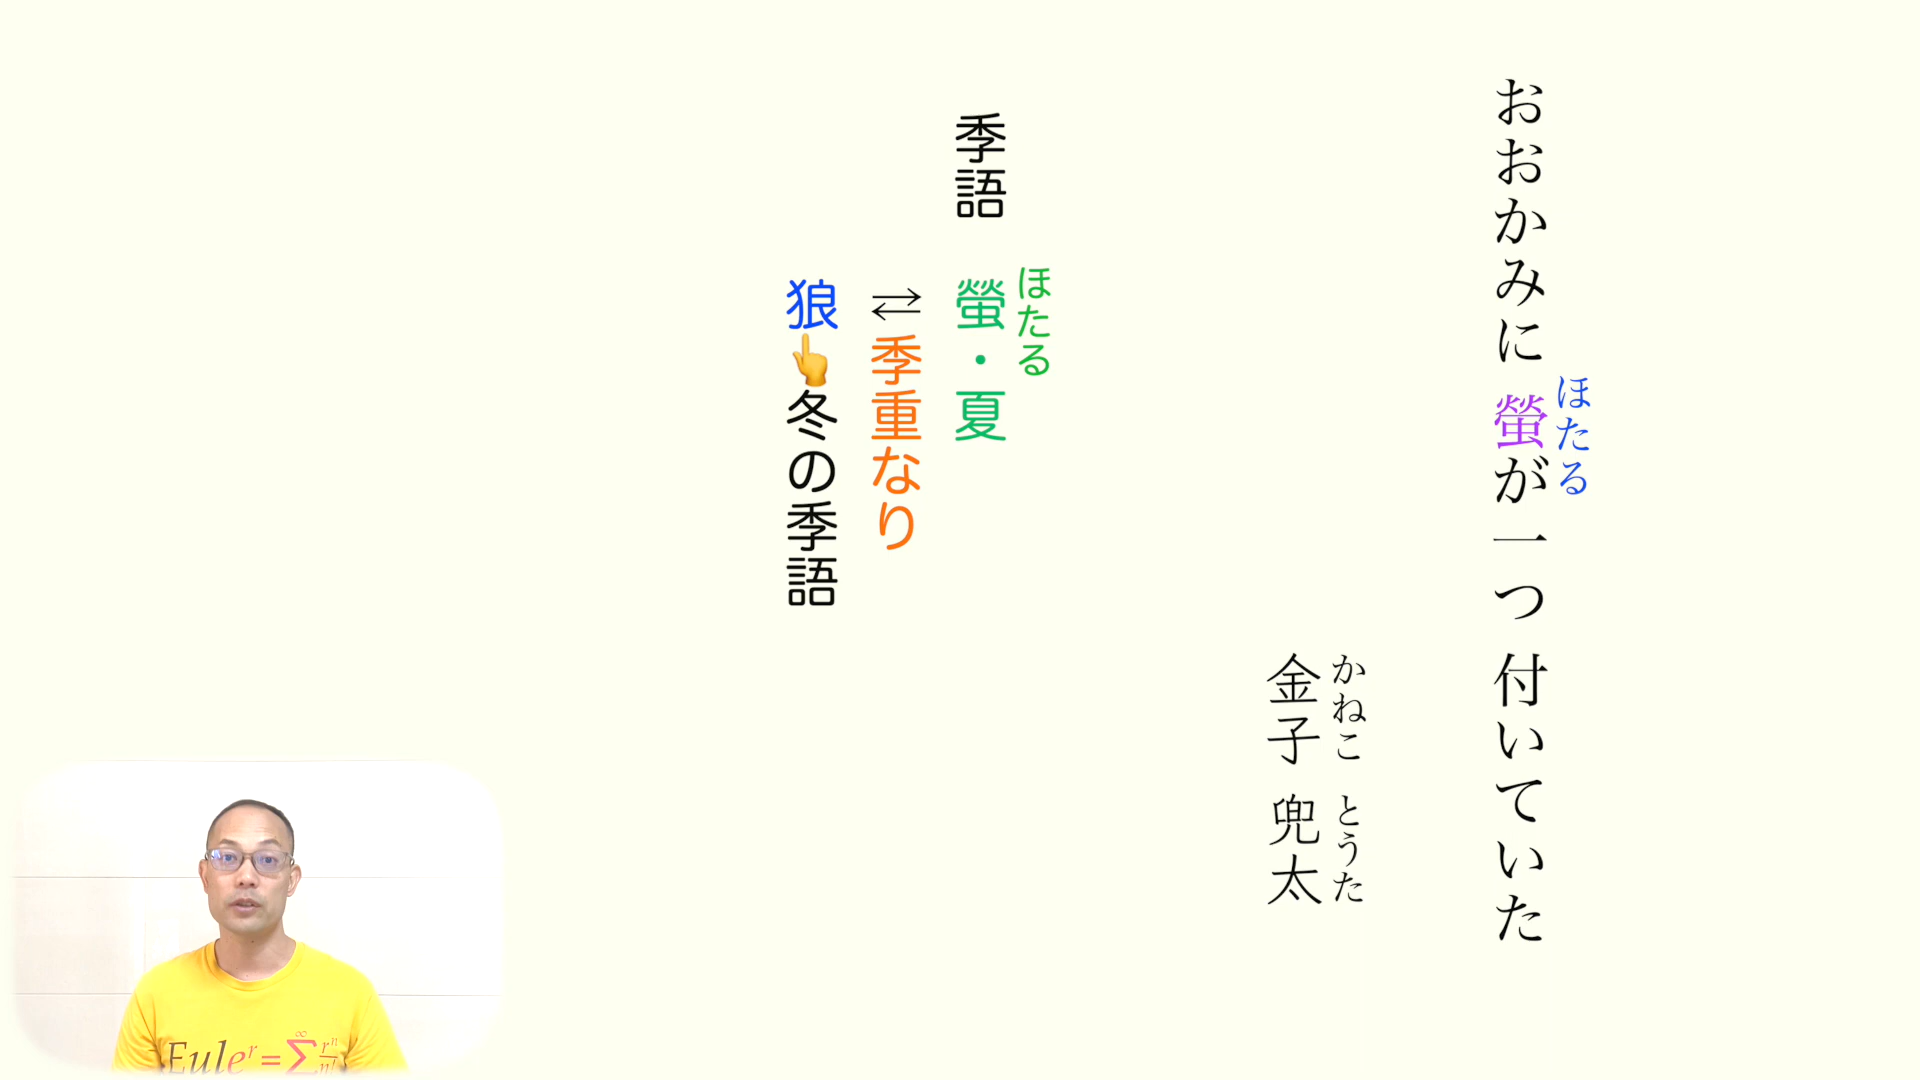 おおかみに螢が一つ付いていた
ほたる
金子 兜太
かねこ とうた
季語 螢・夏
ほたる
⇄季重なり
狼👆冬の季語
Euleʳ=∑
∞
rⁿ
n!